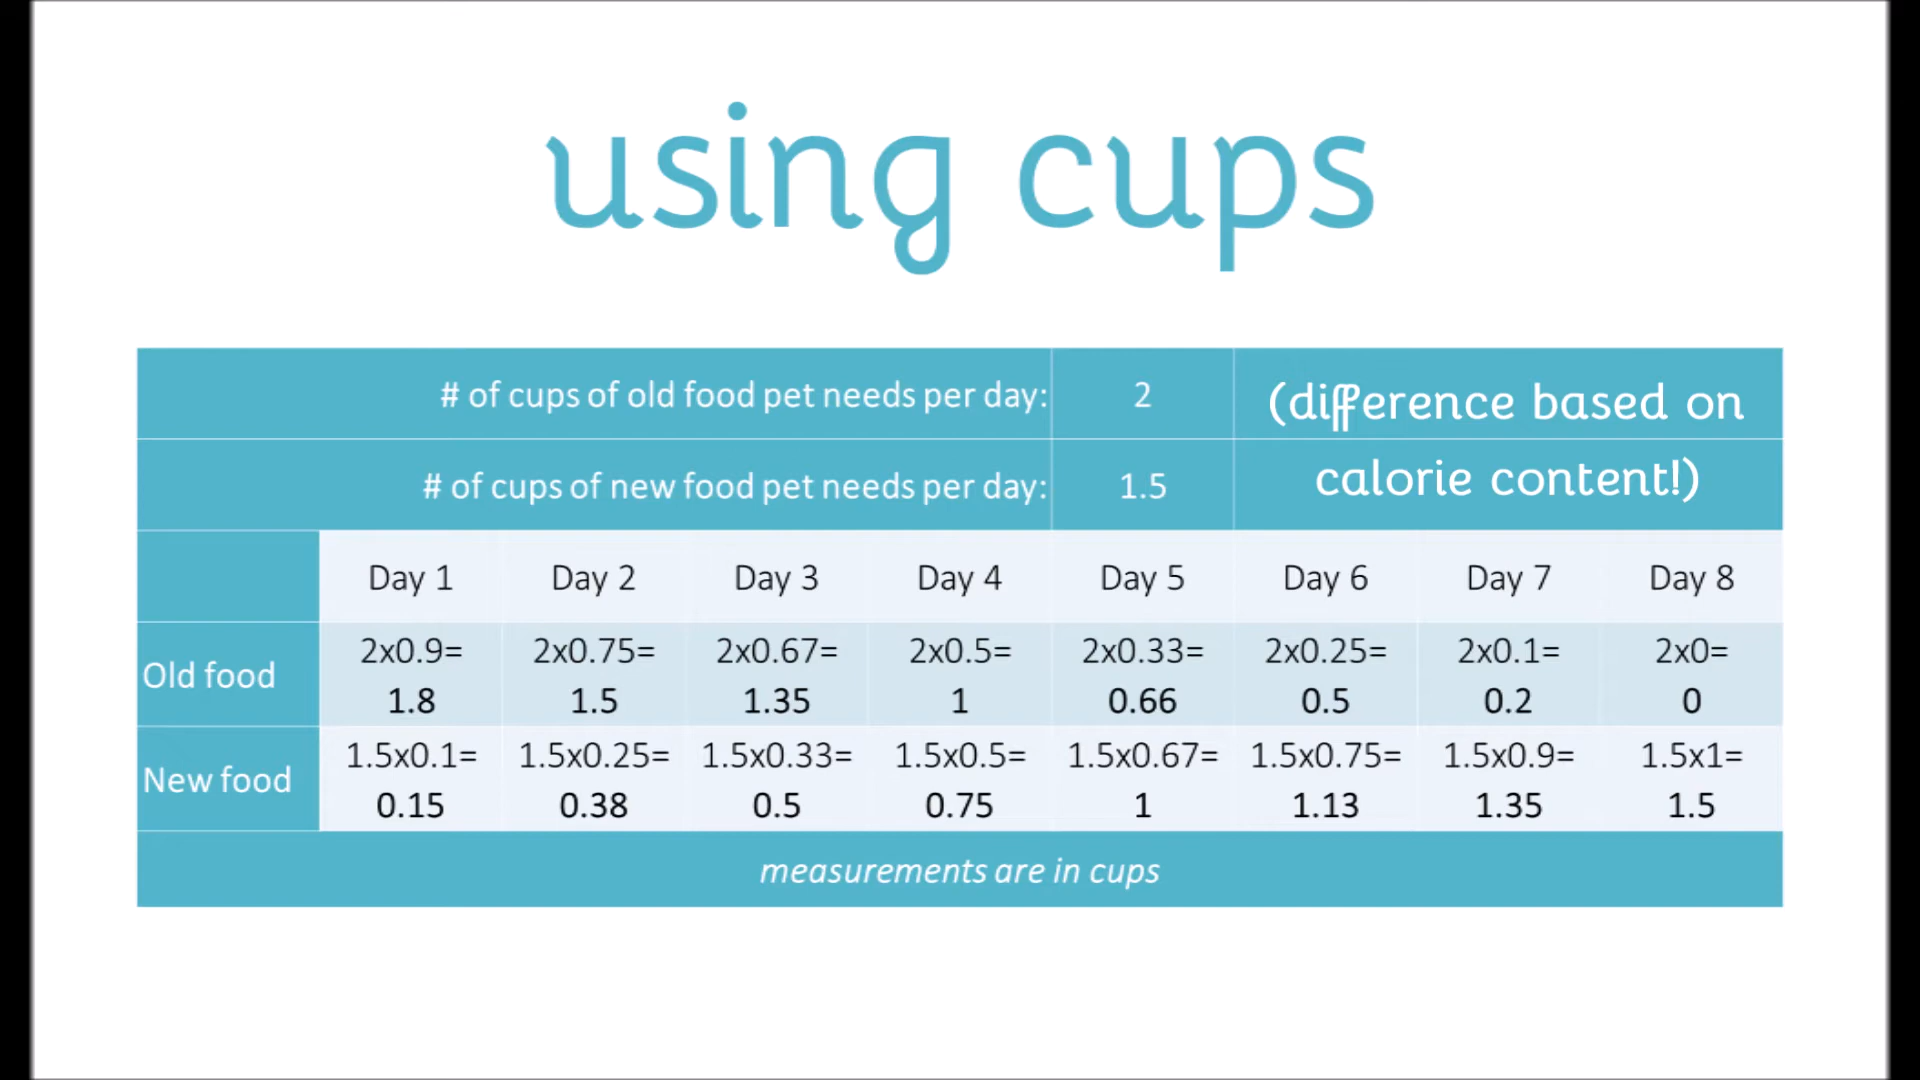 using cups
# of cups of old food pet needs per day: 2 (difference based on
# of cups of new food pet needs per day: 1.5 calorie content!)
Day 1 Day 2 Day 3 Day 4 Day 5 Day 6 Day 7 Day 8
Old food
2x0.9= 2x0.75= 2x0.67= 2x0.5= 2x0.33= 2x0.25= 2x0.1= 2x0=
1.8 1.5 1.35 1 0.66 0.5 0.2 0
New food
1.5x0.1= 1.5x0.25= 1.5x0.33= 1.5x0.5= 1.5x0.67= 1.5x0.75= 1.5x0.9= 1.5x1=
0.15 0.38 0.5 0.75 1 1.13 1.35 1.5
measurements are in cups